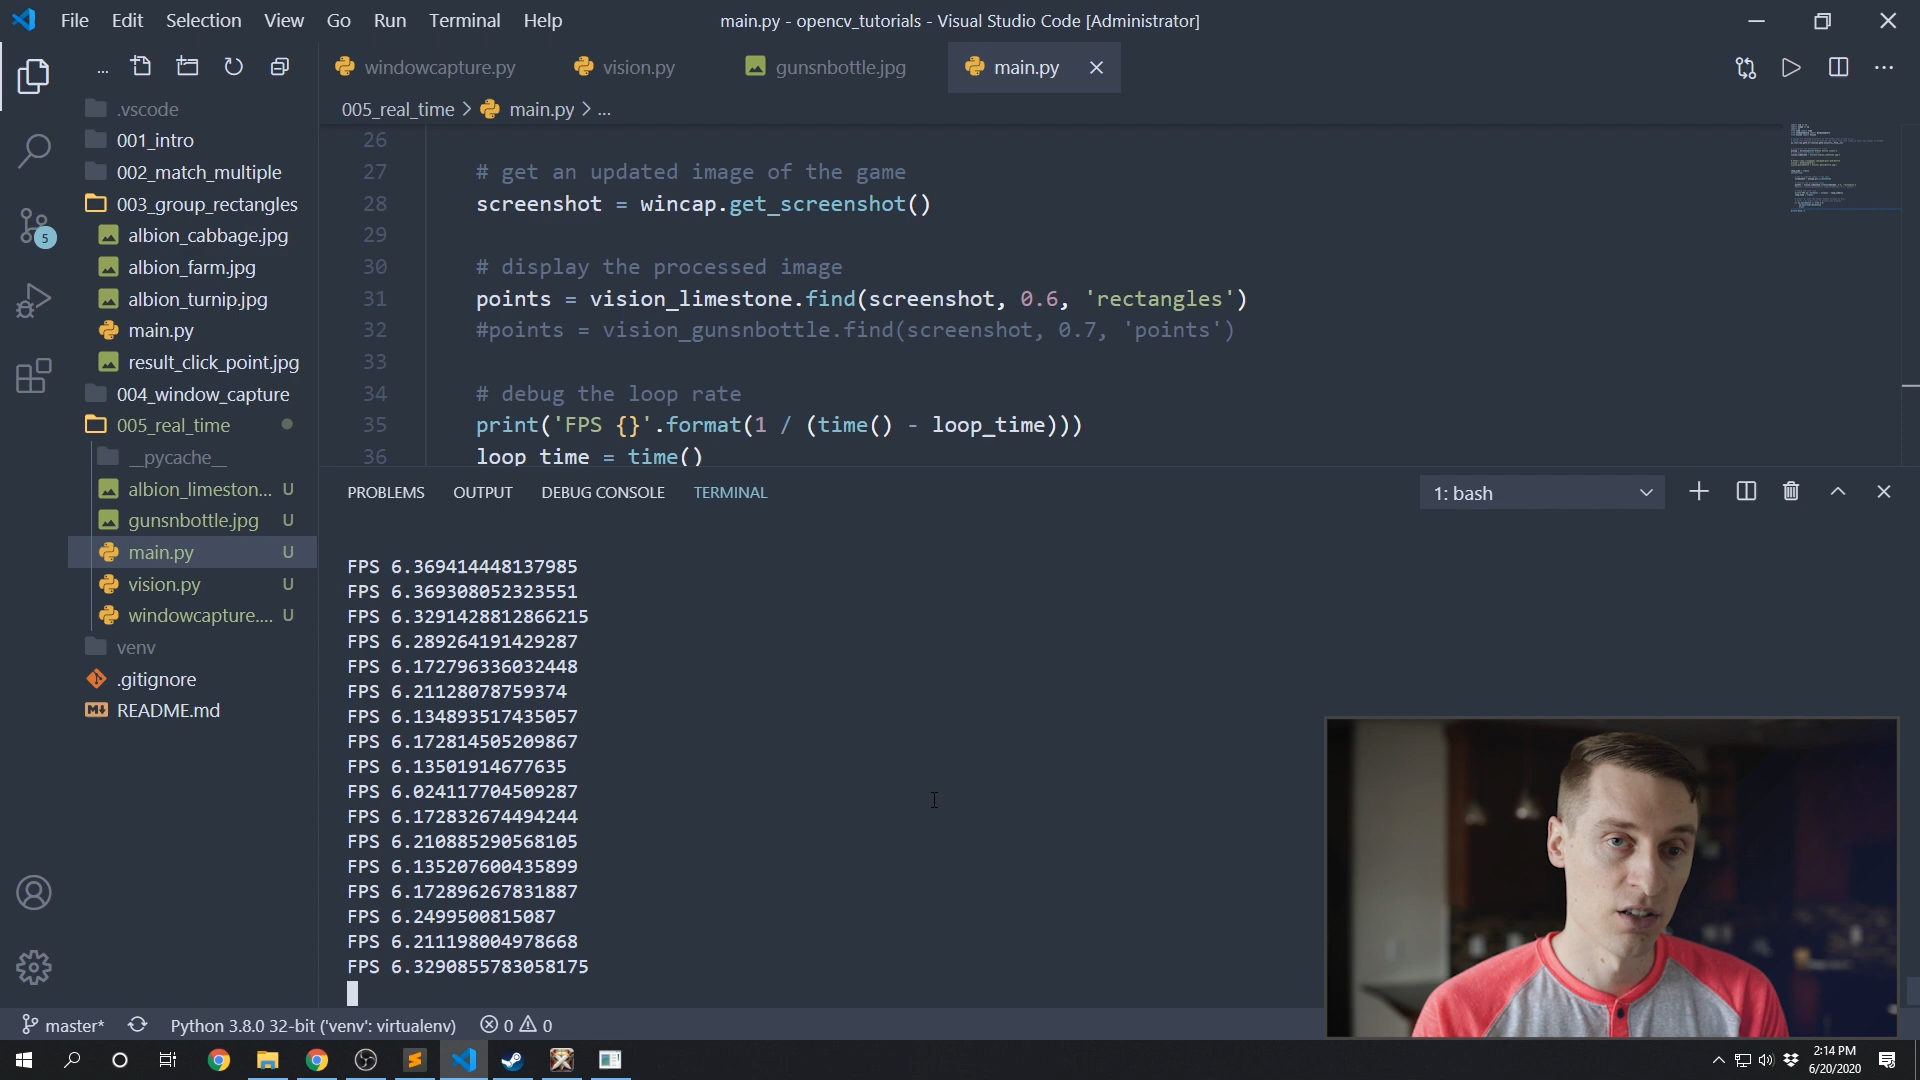 File Edit Selection View Go Run Terminal Help
main.py - opencv_tutorials - Visual Studio Code [Administrator]
...
windowcapture.py
vision.py
gunsnbottle.jpg
main.py
005_real_time > main.py > ...
.vscode
001_intro
002_match_multiple
003_group_rectangles
albion_cabbage.jpg
albion_farm.jpg
albion_turnip.jpg
main.py
result_click_point.jpg
004_window_capture
005_real_time
__pycache__
albion_limeston... U
gunsnbottle.jpg U
main.py U
vision.py U
windowcapture.... U
venv
.gitignore
README.md
5
26
27 # get an updated image of the game
28 screenshot = wincap.get_screenshot()
29
30 # display the processed image
31 points = vision_limestone.find(screenshot, 0.6, 'rectangles')
32 #points = vision_gunsnbottle.find(screenshot, 0.7, 'points')
33
34 # debug the loop rate
35 print('FPS {}'.format(1 / (time() - loop_time)))
36 loop_time = time()
PROBLEMS OUTPUT DEBUG CONSOLE TERMINAL
1: bash
FPS 6.369414448137985
FPS 6.369308052323551
FPS 6.3291428812866215
FPS 6.289264191429287
FPS 6.172796336032448
FPS 6.21128078759374
FPS 6.134893517435057
FPS 6.172814505209867
FPS 6.13501914677635
FPS 6.024117704509287
FPS 6.172832674494244
FPS 6.210885290568105
FPS 6.135207600435899
FPS 6.172896267831887
FPS 6.2499500815087
FPS 6.211198004978668
FPS 6.3290855783058175
master* Python 3.8.0 32-bit ('venv': virtualenv) 0 0
2:14 PM
6/20/2020